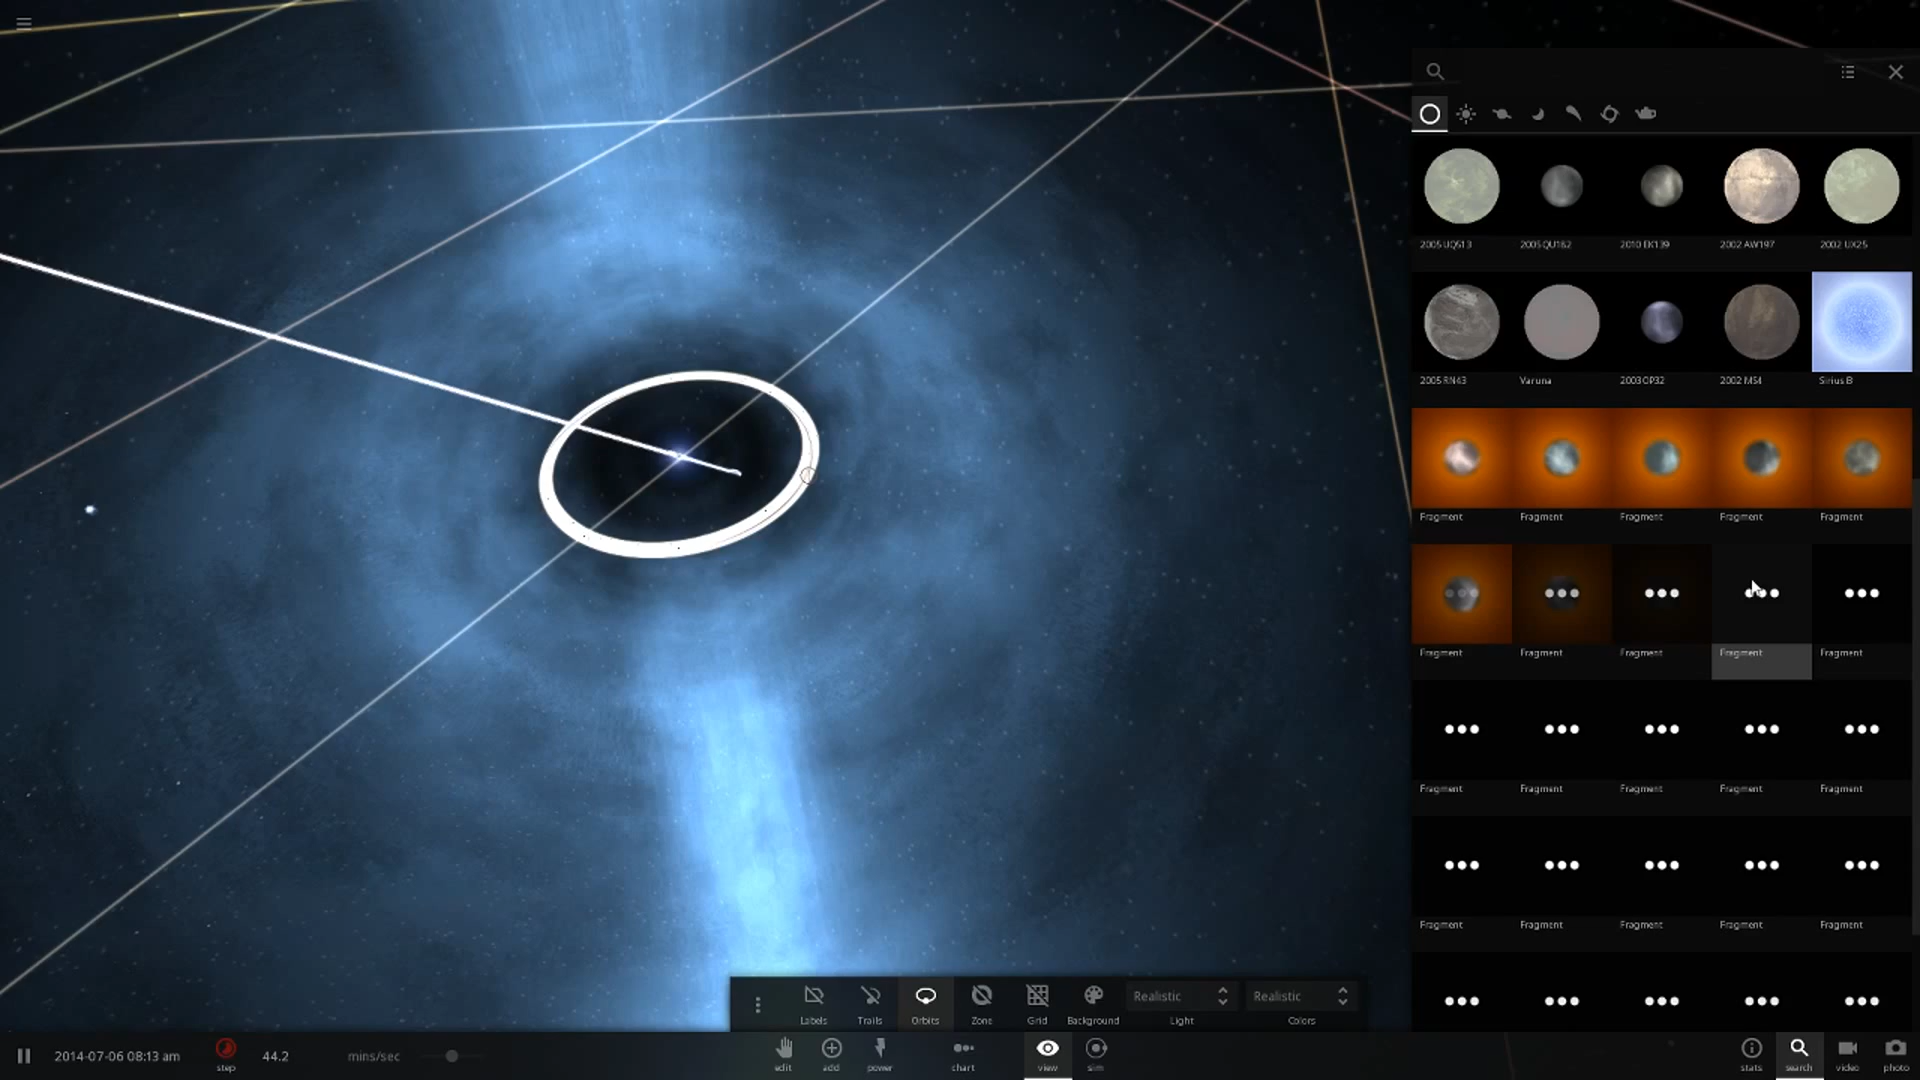 2005 UQ513 2005 QU182 2010 EK139 2002 AW197 2002 UX25
2005 RN43 Varuna 2003 OP32 2002 MS4 Sirius B
Fragment Fragment Fragment Fragment Fragment
Fragment Fragment Fragment Fragment Fragment
Fragment Fragment Fragment Fragment Fragment
Fragment Fragment Fragment Fragment Fragment
Realistic Realistic
Labels Trails Orbits Zone Grid Background Light Colors
2014-07-06 08:13 am 44.2 mins/sec
step edit add power chart view sim stats search video photo